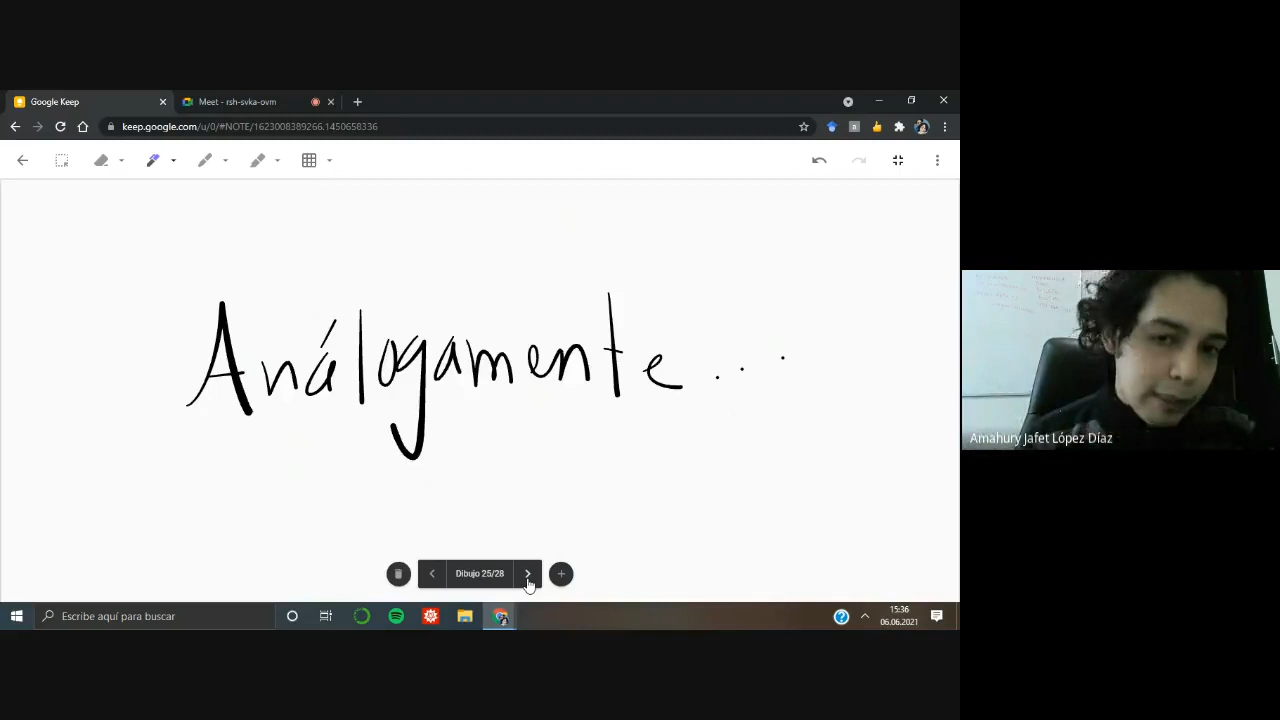 Google Keep
Meet - rsh-svka-ovm
keep.google.com/u/0/#NOTE/1623008389266.1450658336
Análogamente...
Amahury Jafet López Díaz
Dibujo 25/28
Escribe aquí para buscar
15:36
06.06.2021